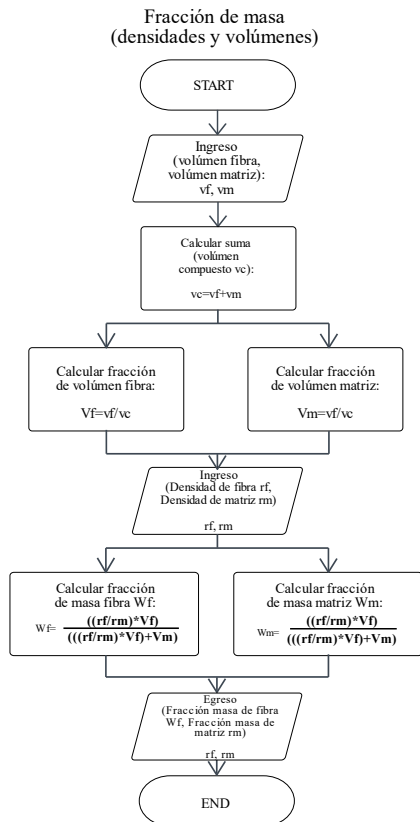 Fracción de masa
(densidades y volúmenes)
START
Ingreso
(volúmen fibra,
volúmen matriz):
vf, vm
Calcular suma
(volúmen
compuesto vc):
vc=vf+vm
Calcular fracción
de volúmen fibra:
Vf=vf/vc
Calcular fracción
de volúmen matriz:
Vm=vf/vc
Ingreso
(Densidad de fibra rf,
Densidad de matriz rm)
rf, rm
Calcular fracción
de masa fibra Wf:
Wf= ((rf/rm)*Vf)
(((rf/rm)*Vf)+Vm)
Calcular fracción
de masa matriz Wm:
Wm= ((rf/rm)*Vf)
(((rf/rm)*Vf)+Vm)
Egreso
(Fracción masa de fibra
Wf, Fracción masa de
matriz rm)
rf, rm
END